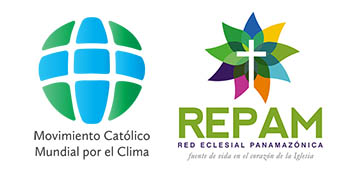 Movimiento Católico
Mundial por el Clima
REPAM
RED ECLESIAL PANAMAZÓNICA
fuente de vida en el corazón de la Iglesia